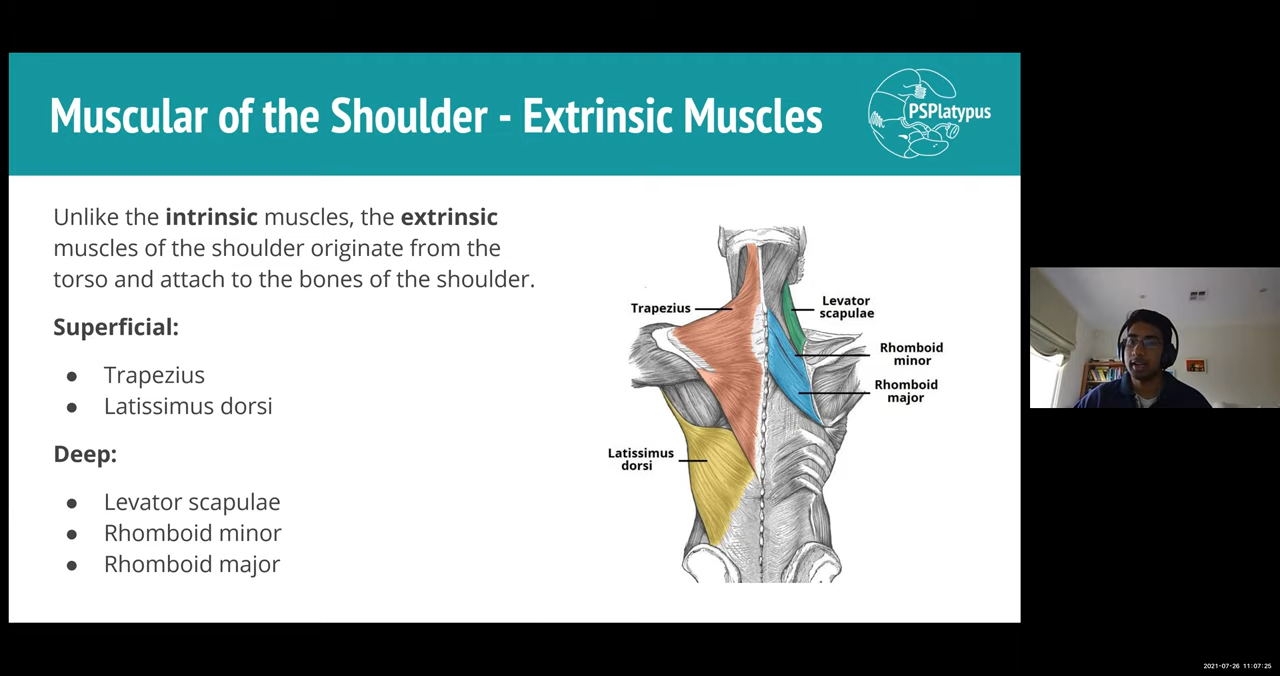 Muscular of the Shoulder - Extrinsic Muscles
PSPlatypus
Unlike the intrinsic muscles, the extrinsic
muscles of the shoulder originate from the
torso and attach to the bones of the shoulder.
Superficial:
● Trapezius
● Latissimus dorsi
Deep:
● Levator scapulae
● Rhomboid minor
● Rhomboid major
Trapezius
Levator
scapulae
Rhomboid
minor
Rhomboid
major
Latissimus
dorsi
2021-07-26 11:07:25